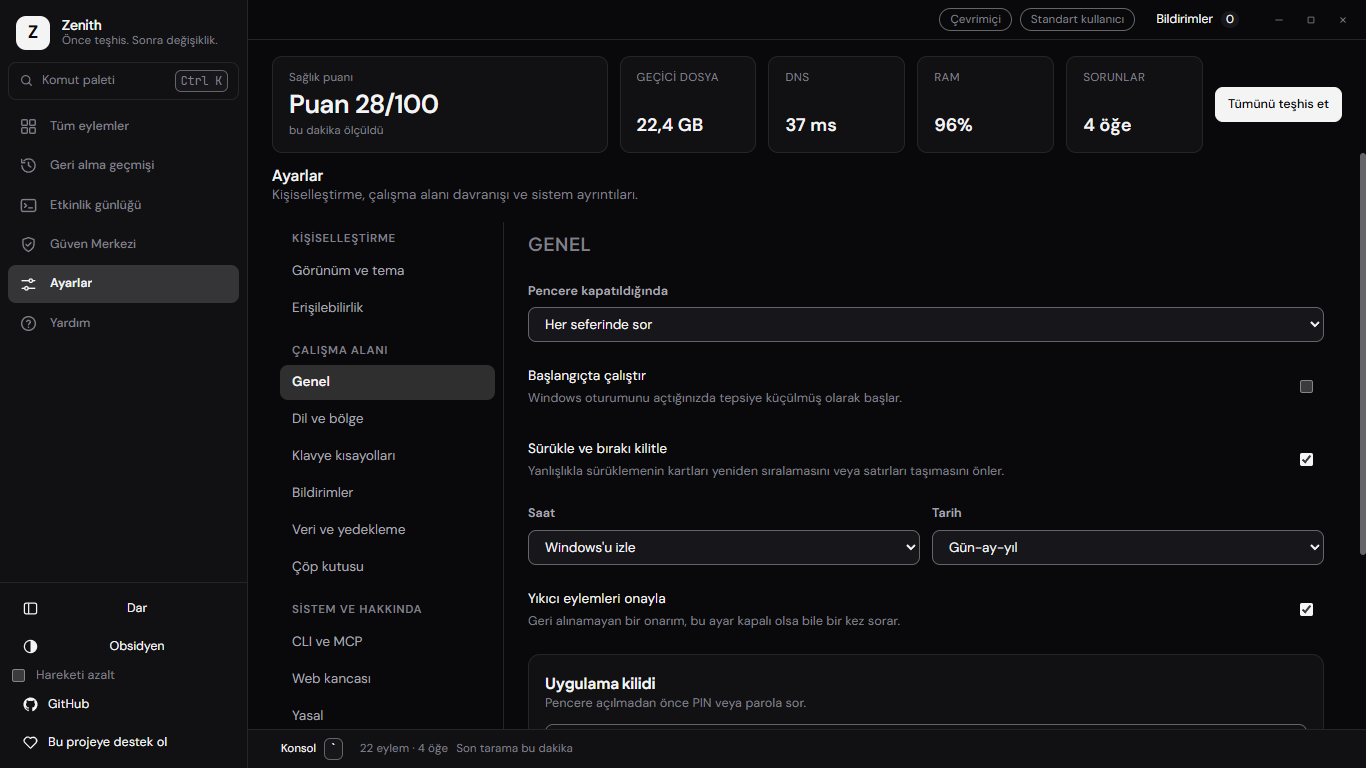 Z
Zenith
Önce teşhis. Sonra değişiklik.
Komut paleti
Ctrl K
Tüm eylemler
Geri alma geçmişi
Etkinlik günlüğü
Güven Merkezi
Ayarlar
Yardım
Dar
Obsidyen
Hareketi azalt
GitHub
Bu projeye destek ol
Çevrimiçi
Standart kullanıcı
Bildirimler 0
Sağlık puanı
Puan 28/100
bu dakika ölçüldü
GEÇİCİ DOSYA
22,4 GB
DNS
37 ms
RAM
96%
SORUNLAR
4 öğe
Tümünü teşhis et
Ayarlar
Kişiselleştirme, çalışma alanı davranışı ve sistem ayrıntıları.
KİŞİSELLEŞTİRME
Görünüm ve tema
Erişilebilirlik
ÇALIŞMA ALANI
Genel
Dil ve bölge
Klavye kısayolları
Bildirimler
Veri ve yedekleme
Çöp kutusu
SİSTEM VE HAKKINDA
CLI ve MCP
Web kancası
Yasal
GENEL
Pencere kapatıldığında
Her seferinde sor
Başlangıçta çalıştır
Windows oturumunu açtığınızda tepsiye küçülmüş olarak başlar.
Sürükle ve bırakı kilitle
Yanlışlıkla sürüklemenin kartları yeniden sıralamasını veya satırları taşımasını önler.
Saat
Windows'u izle
Tarih
Gün-ay-yıl
Yıkıcı eylemleri onayla
Geri alınamayan bir onarım, bu ayar kapalı olsa bile bir kez sorar.
Uygulama kilidi
Pencere açılmadan önce PIN veya parola sor.
Konsol `
22 eylem · 4 öğe Son tarama bu dakika